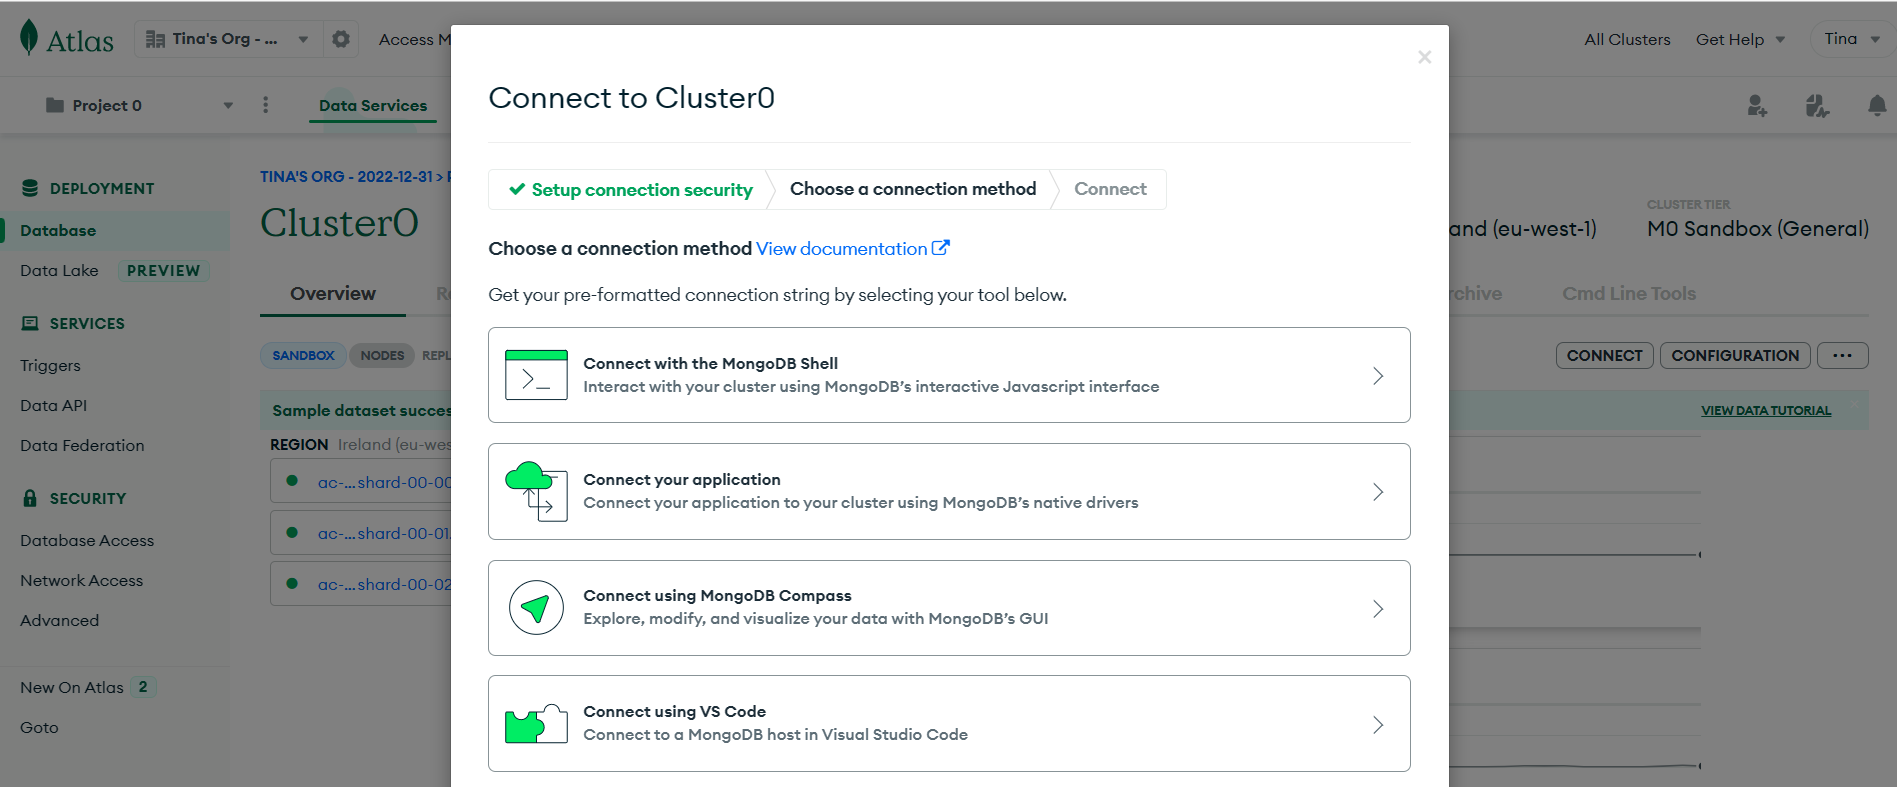 Atlas
Tina's Org - ...
Access M
All Clusters
Get Help
Tina
Project 0
Data Services
DEPLOYMENT
Database
Data Lake PREVIEW
SERVICES
Triggers
Data API
Data Federation
SECURITY
Database Access
Network Access
Advanced
New On Atlas 2
Goto
TINA'S ORG - 2022-12-31 >
Cluster0
Overview
SANDBOX NODES REPL
Sample dataset succes
REGION Ireland (eu-wes
ac-...shard-00-00
ac-...shard-00-01.
ac-...shard-00-02
Connect to Cluster0
Setup connection security
Choose a connection method
Connect
Choose a connection method View documentation
Get your pre-formatted connection string by selecting your tool below.
Connect with the MongoDB Shell
Interact with your cluster using MongoDB’s interactive Javascript interface
Connect your application
Connect your application to your cluster using MongoDB’s native drivers
Connect using MongoDB Compass
Explore, modify, and visualize your data with MongoDB’s GUI
Connect using VS Code
Connect to a MongoDB host in Visual Studio Code
and (eu-west-1)
CLUSTER TIER
M0 Sandbox (General)
rchive
Cmd Line Tools
CONNECT
CONFIGURATION
...
VIEW DATA TUTORIAL